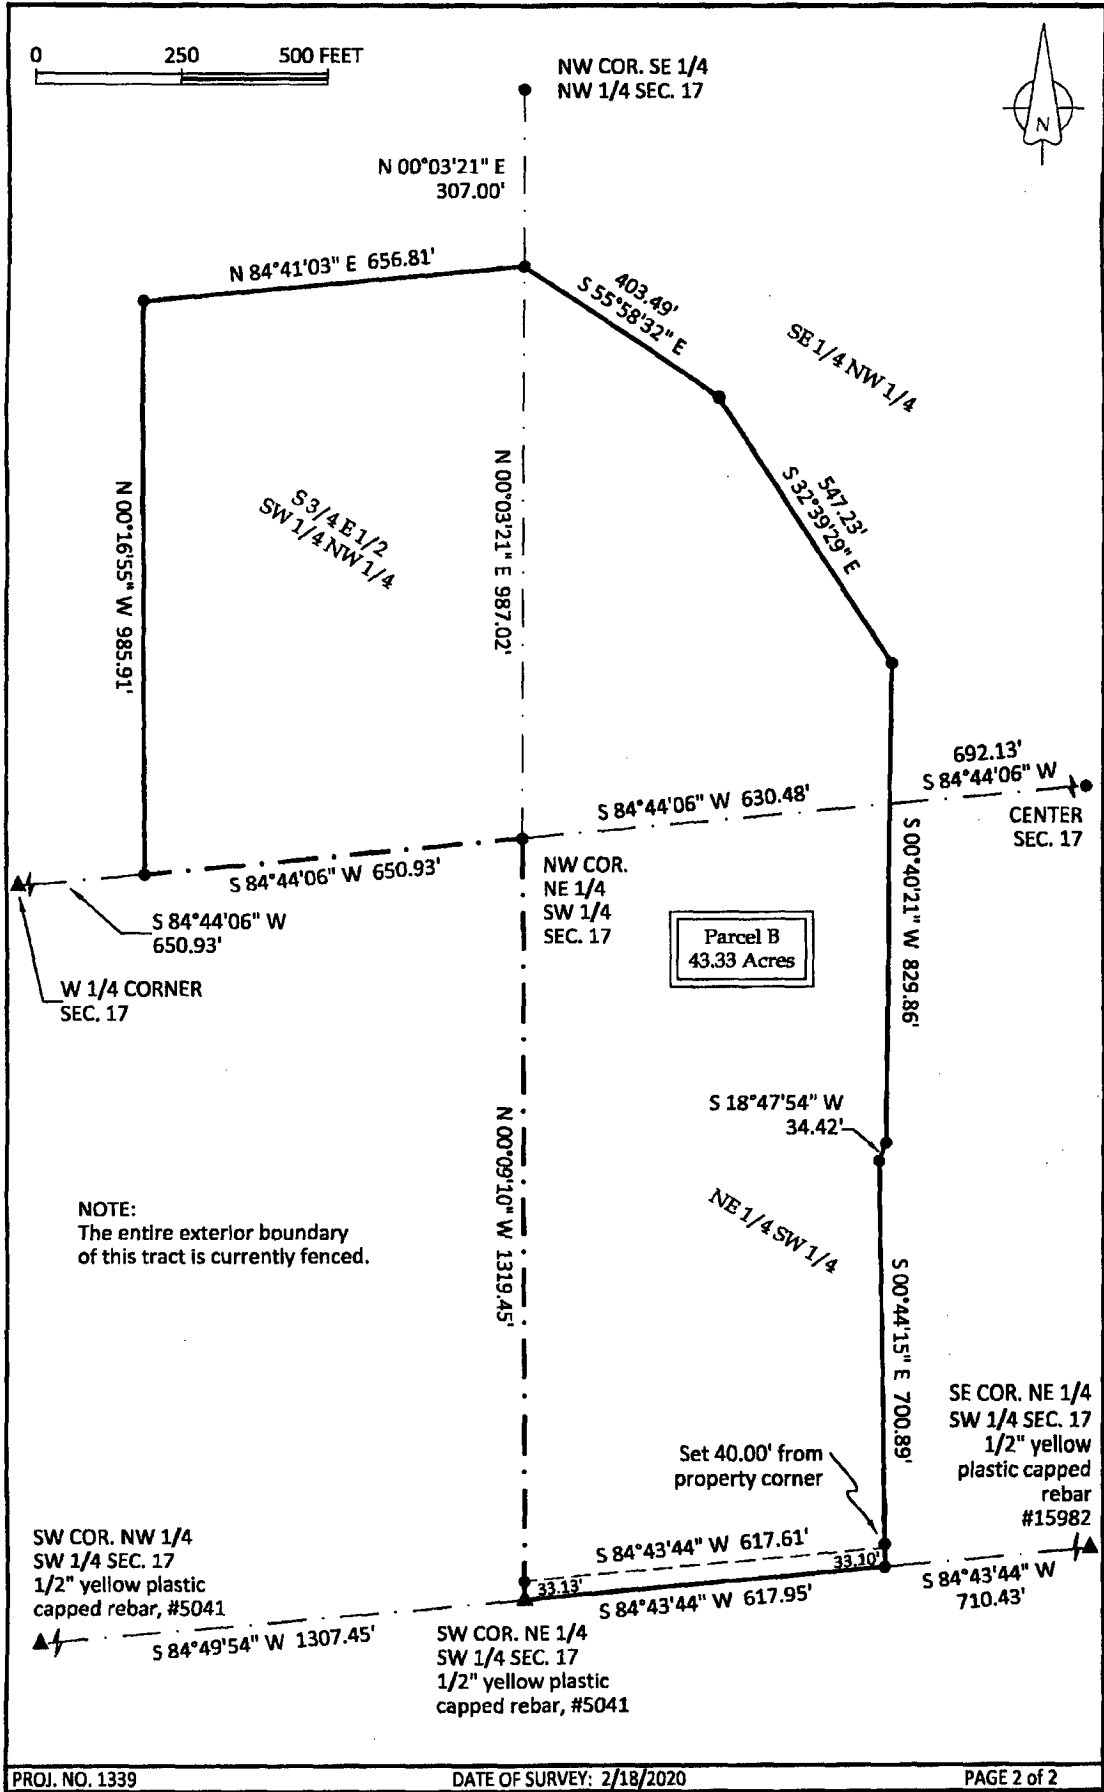 0 250 500 FEET
NW COR. SE 1/4
NW 1/4 SEC. 17
N
N 00°03'21" E
307.00'
N 84°41'03" E 656.81'
403.49'
S 55°58'32" E
SE 1/4 NW 1/4
547.23'
S 32°39'29" E
N 00°03'21" E 987.02'
S 3/4 E 1/2
SW 1/4 NW 1/4
N 00°16'55" W 985.91'
692.13'
S 84°44'06" W
S 84°44'06" W 630.48'
CENTER
SEC. 17
S 84°44'06" W 650.93'
NW COR.
NE 1/4
SW 1/4
SEC. 17
S 84°44'06" W
650.93'
W 1/4 CORNER
SEC. 17
Parcel B
43.33 Acres
S 00°40'21" W 829.86'
S 18°47'54" W
34.42'
N 00°09'10" W 1319.45'
NOTE:
The entire exterior boundary
of this tract is currently fenced.
NE 1/4 SW 1/4
S 00°44'15" E 700.89'
SE COR. NE 1/4
SW 1/4 SEC. 17
1/2" yellow
plastic capped
rebar
#15982
Set 40.00' from
property corner
SW COR. NW 1/4
SW 1/4 SEC. 17
1/2" yellow plastic
capped rebar, #5041
S 84°43'44" W 617.61'
33.13'
33.10'
S 84°43'44" W 617.95'
S 84°43'44" W
710.43'
S 84°49'54" W 1307.45'
SW COR. NE 1/4
SW 1/4 SEC. 17
1/2" yellow plastic
capped rebar, #5041
PROJ. NO. 1339 DATE OF SURVEY: 2/18/2020 PAGE 2 of 2